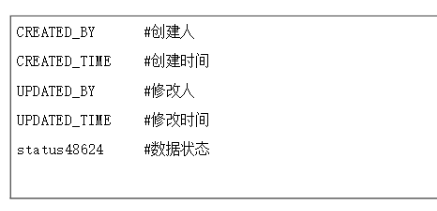 CREATED_BY #创建人
CREATED_TIME #创建时间
UPDATED_BY #修改人
UPDATED_TIME #修改时间
status48624 #数据状态